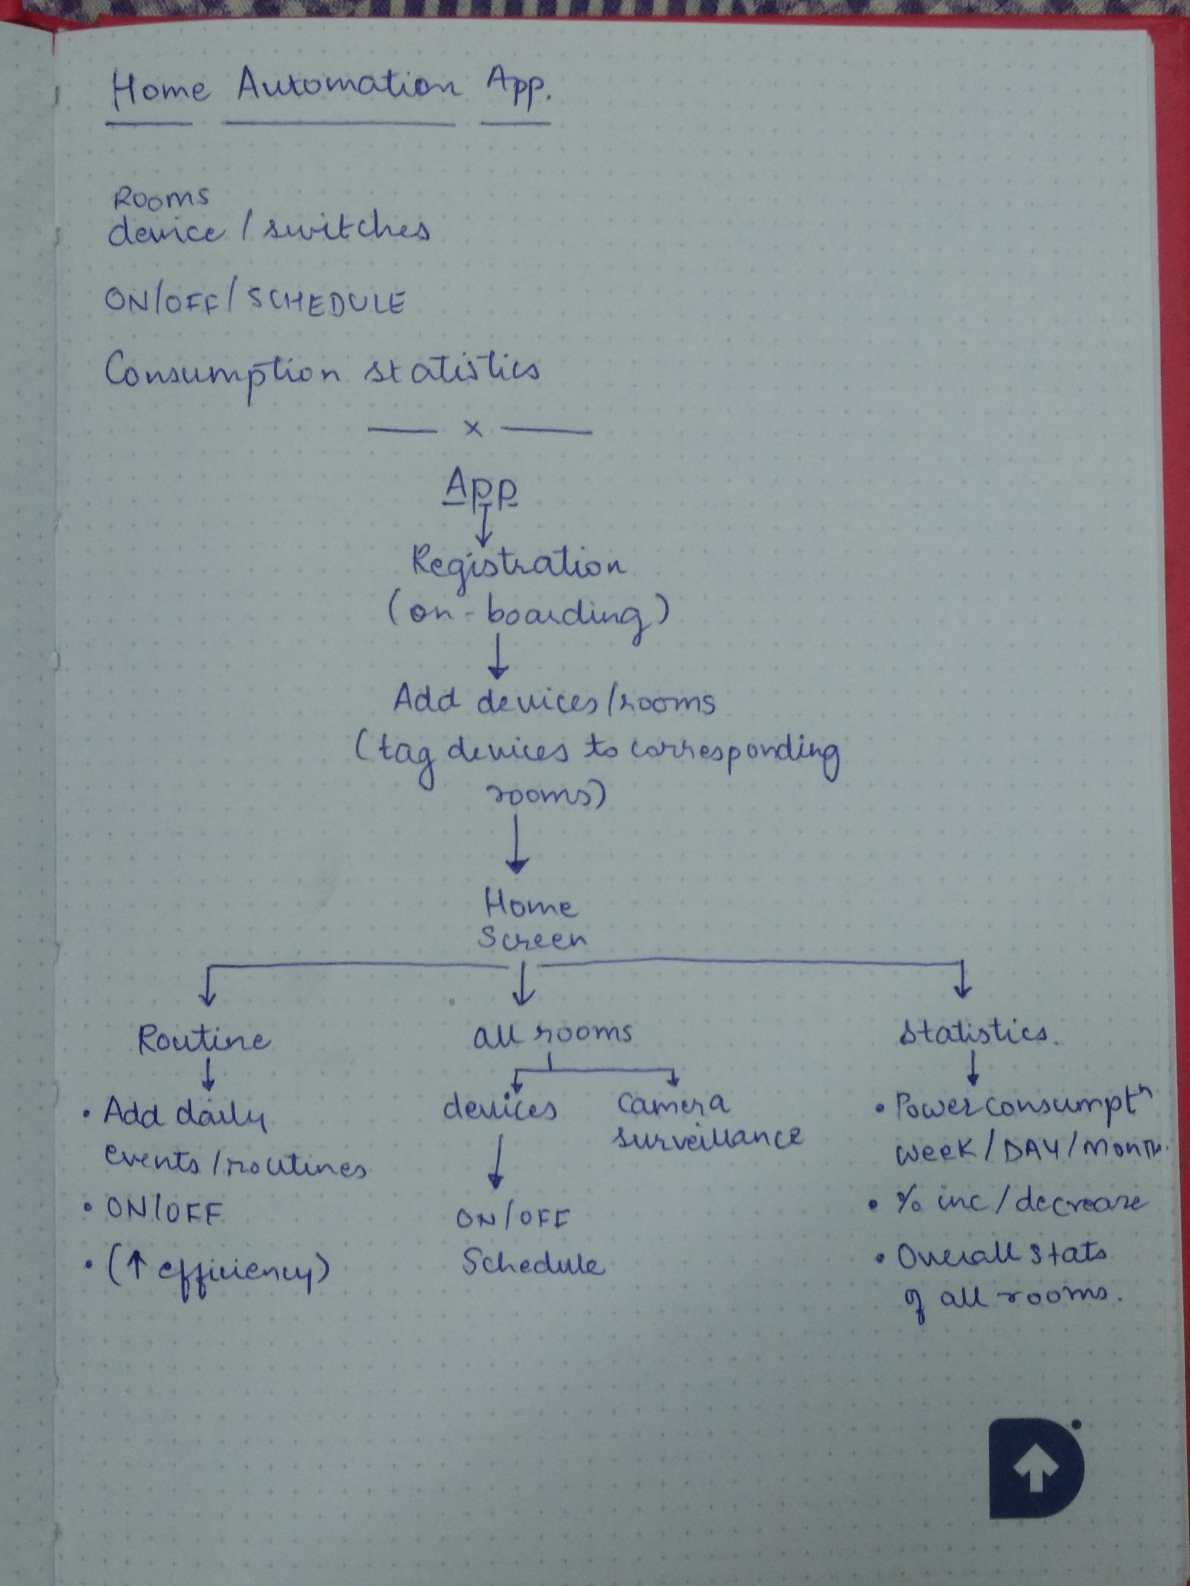 Home Automation App.
Rooms
device / switches
ON/OFF/SCHEDULE
Consumption statistics
x
App
Registration
(on-boarding)
Add devices/rooms
(tag devices to corresponding
rooms)
Home
Screen
Routine
all rooms
Statistics.
• Add daily
events/routines
• ON/OFF
• (↑ efficiency)
devices
Camera
surveillance
ON/OFF
Schedule
• Power consumptⁿ
WEEK/DAY/MONTH.
• % inc/decrease
• Overall stats
of all rooms.